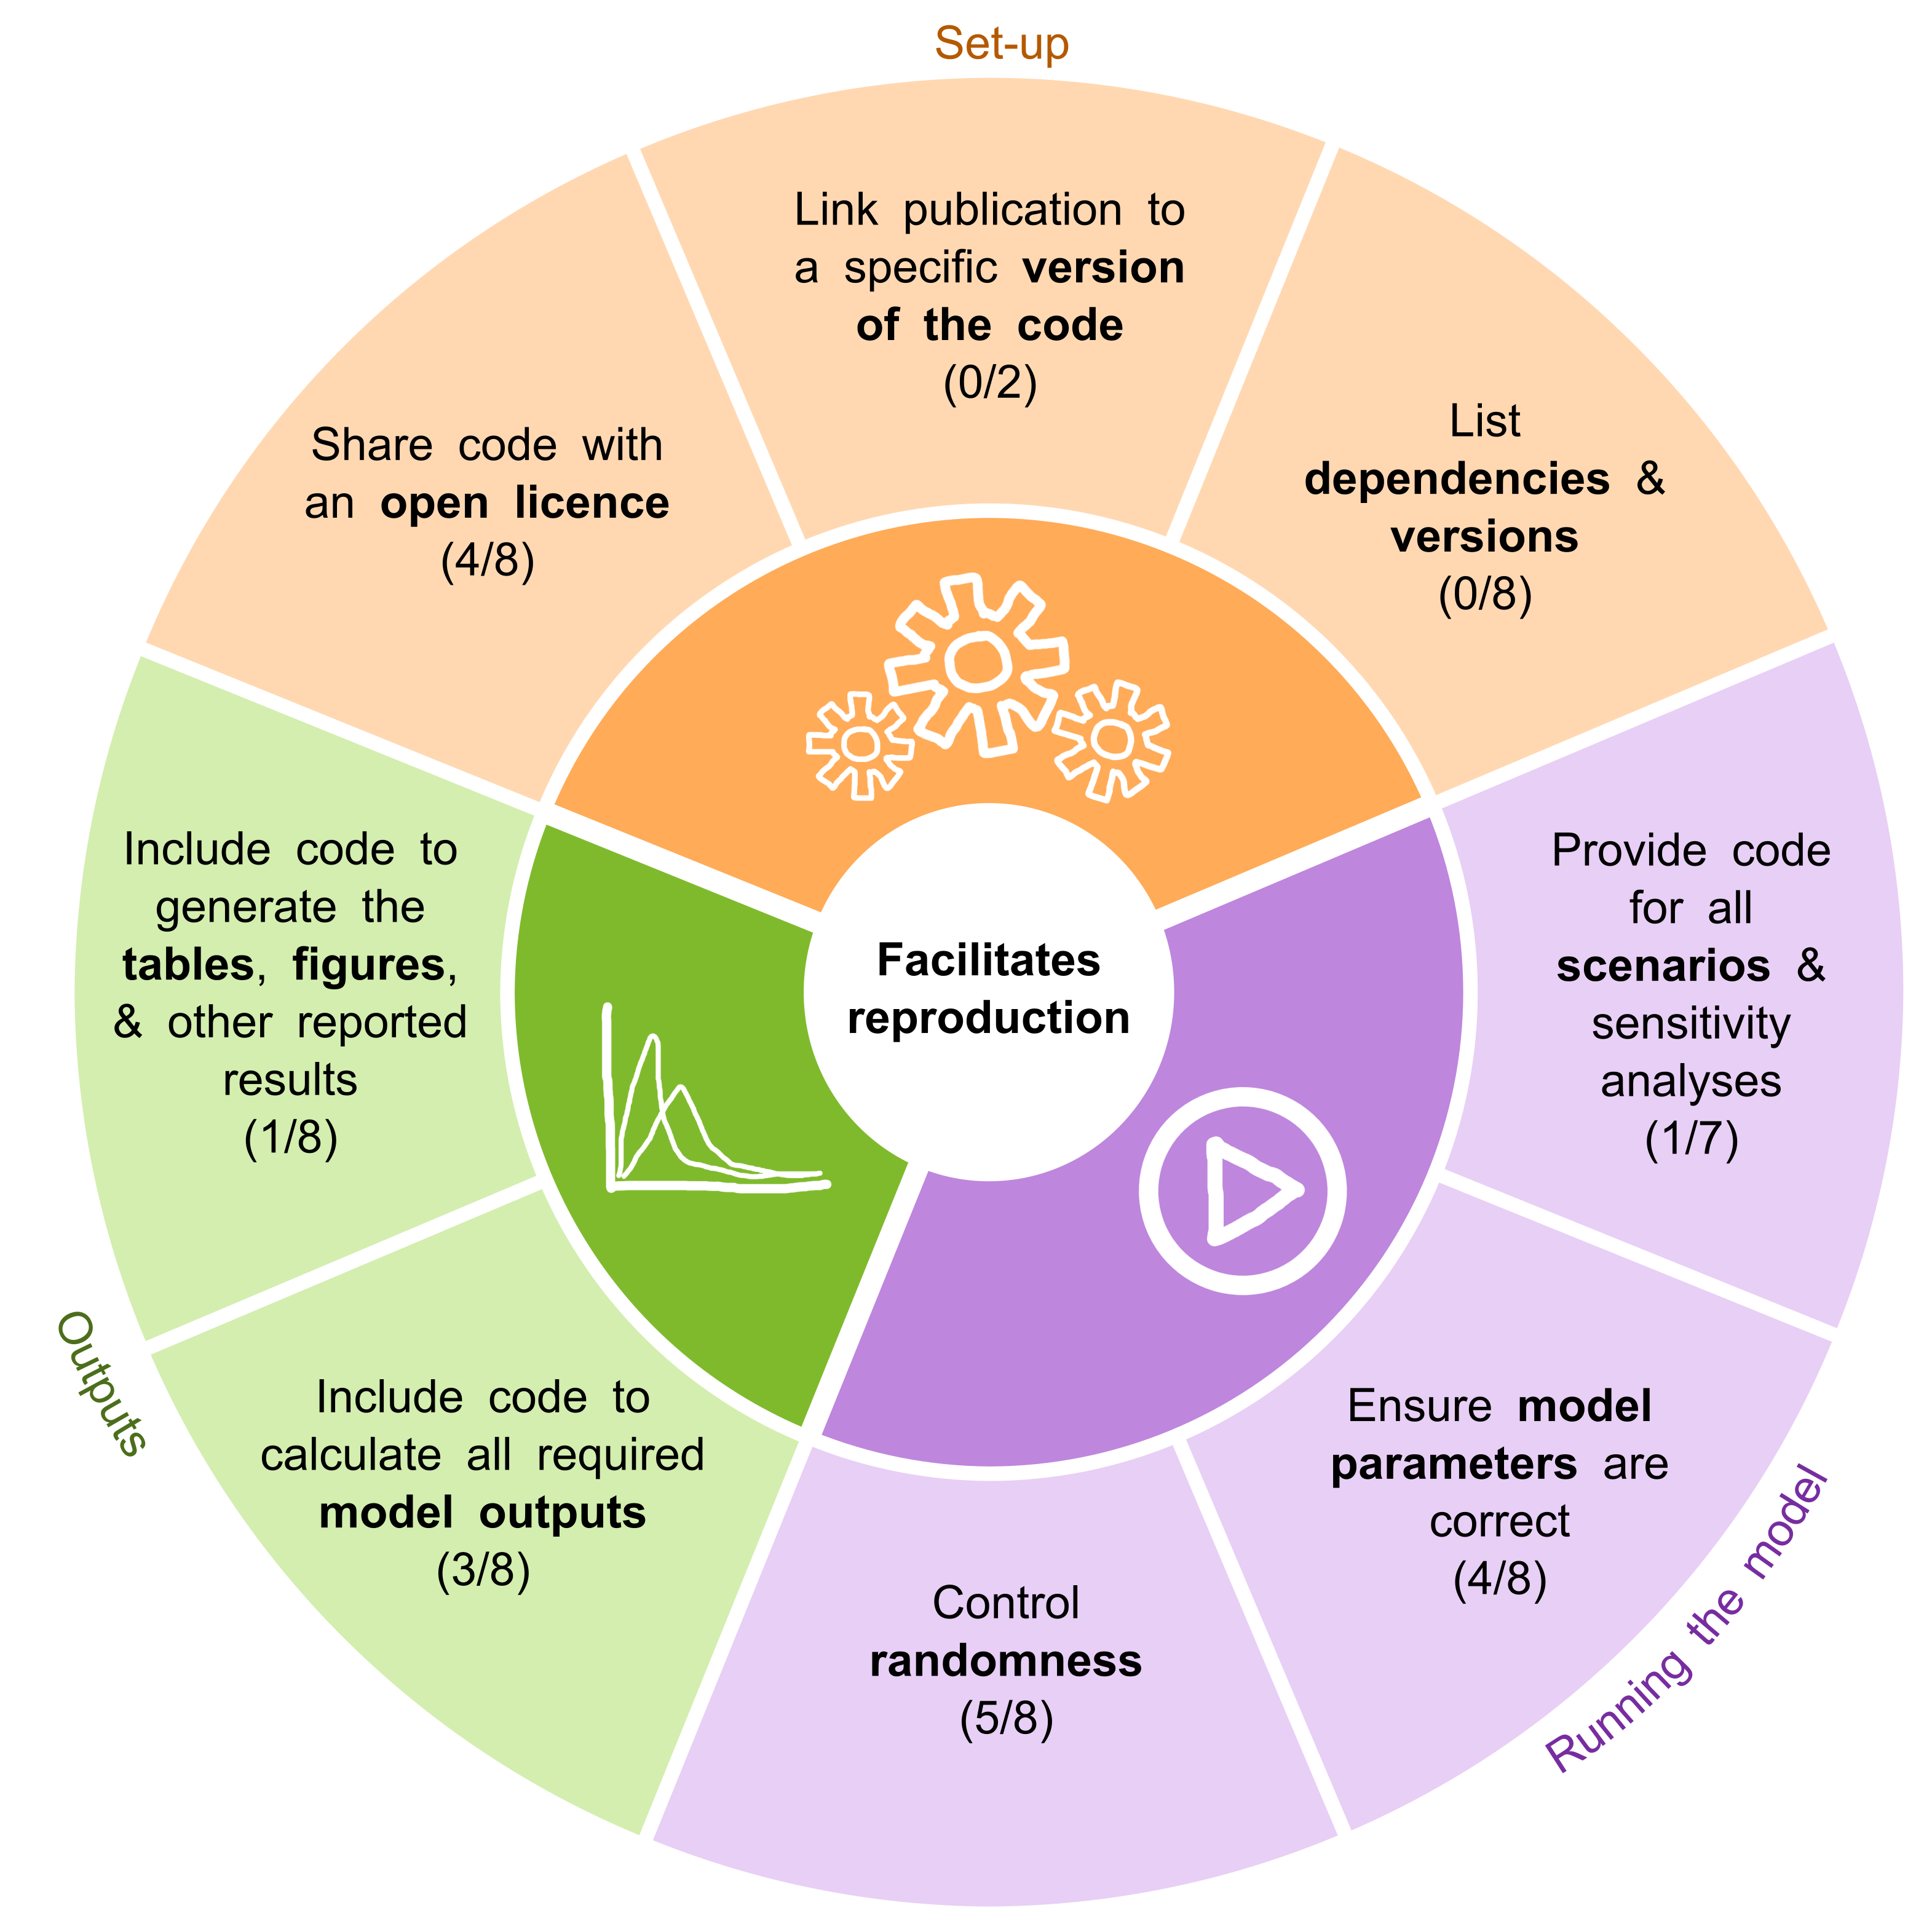 Set-up
Link publication to
a specific version
of the code
(0/2)
List
dependencies &
versions
(0/8)
Share code with
an open licence
(4/8)
Provide code
for all
scenarios &
sensitivity
analyses
(1/7)
Ensure model
parameters are
correct
(4/8)
Running the model
Control
randomness
(5/8)
Include code to
calculate all required
model outputs
(3/8)
Outputs
Include code to
generate the
tables, figures,
& other reported
results
(1/8)
Facilitates
reproduction